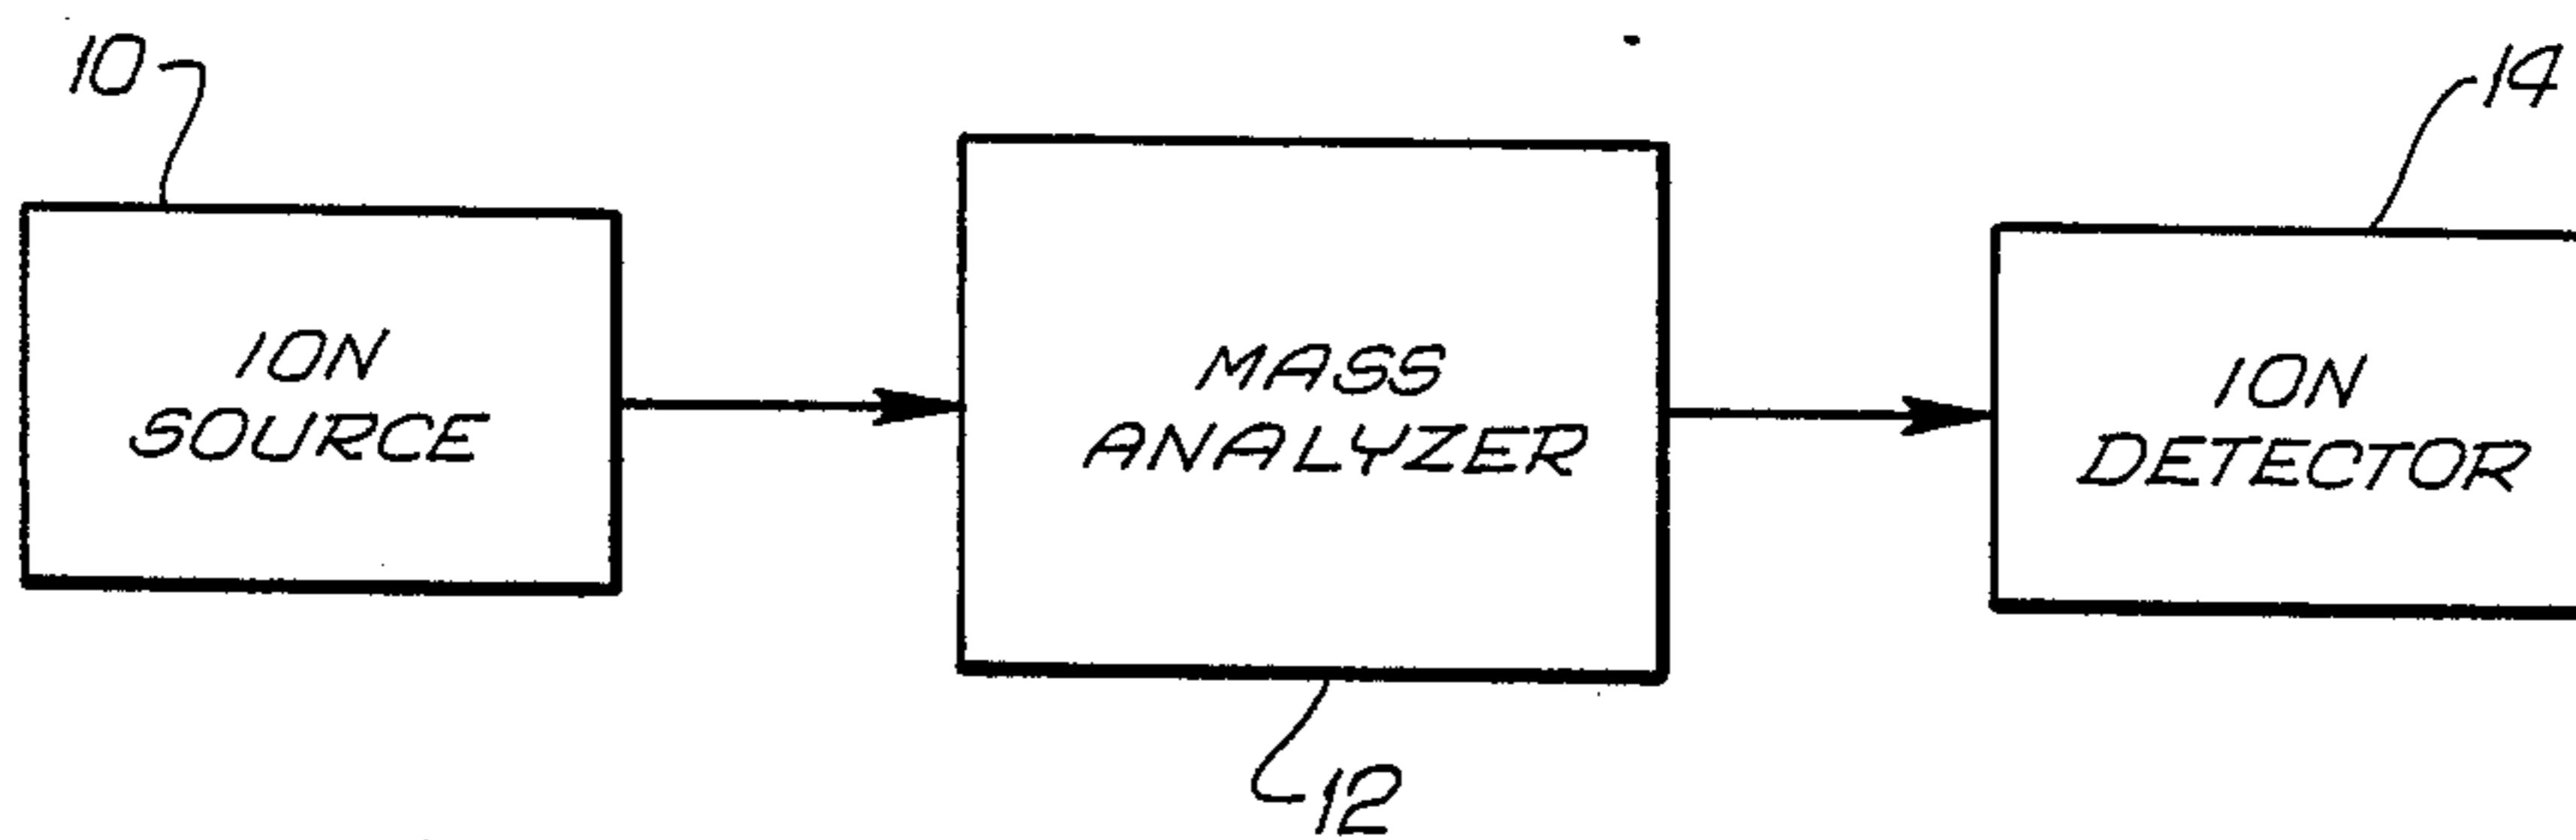 10
14
ION
SOURCE
MASS
ANALYZER
ION
DETECTOR
12